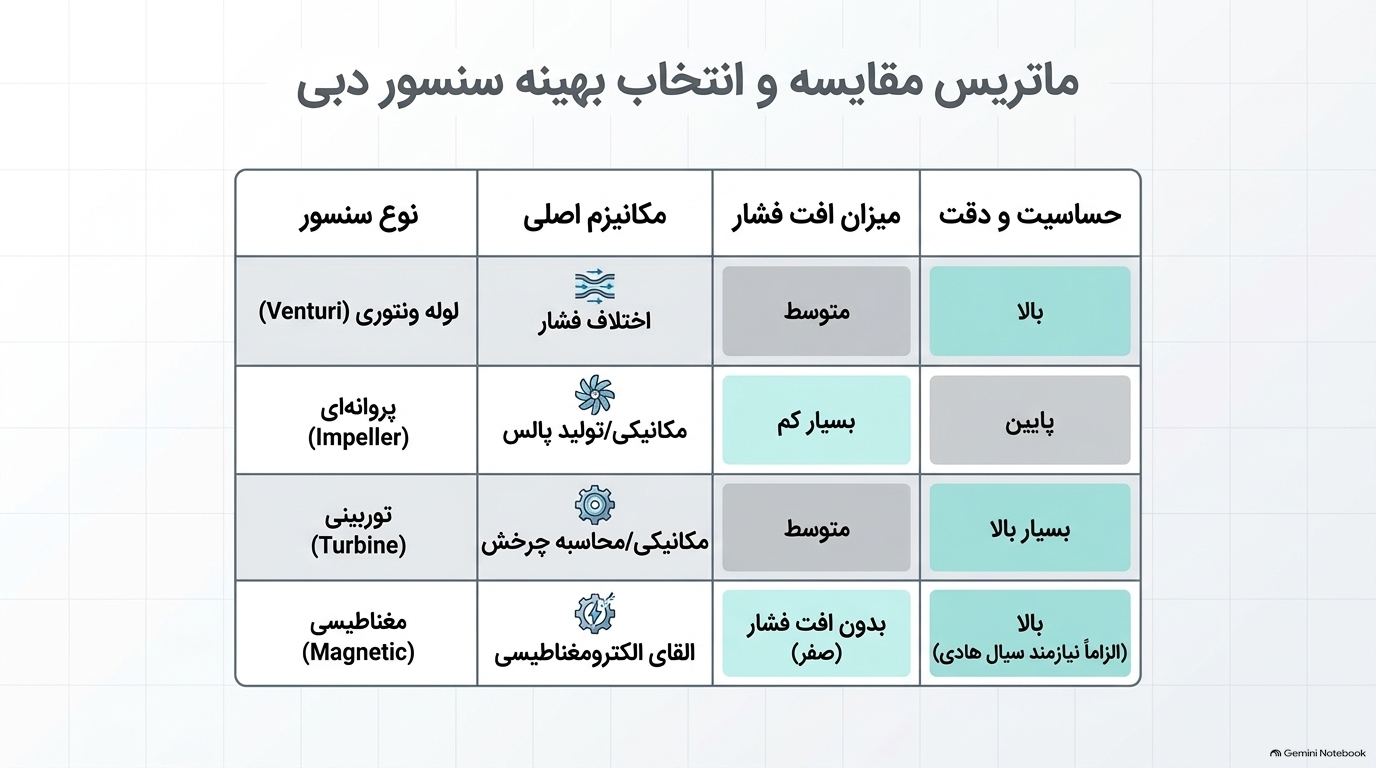 ماتریس مقایسه و انتخاب بهینه سنسور دبی
نوع سنسور
مکانیزم اصلی
میزان افت فشار
حساسیت و دقت
لوله ونتوری (Venturi)
اختلاف فشار
متوسط
بالا
پروانه‌ای
(Impeller)
مکانیکی/تولید پالس
بسیار کم
پایین
توربینی
(Turbine)
مکانیکی/محاسبه چرخش
متوسط
بسیار بالا
مغناطیسی
(Magnetic)
القای الکترومغناطیسی
بدون افت فشار
(صفر)
بالا
(الزاماً نیازمند سیال هادی)
Gemini Notebook